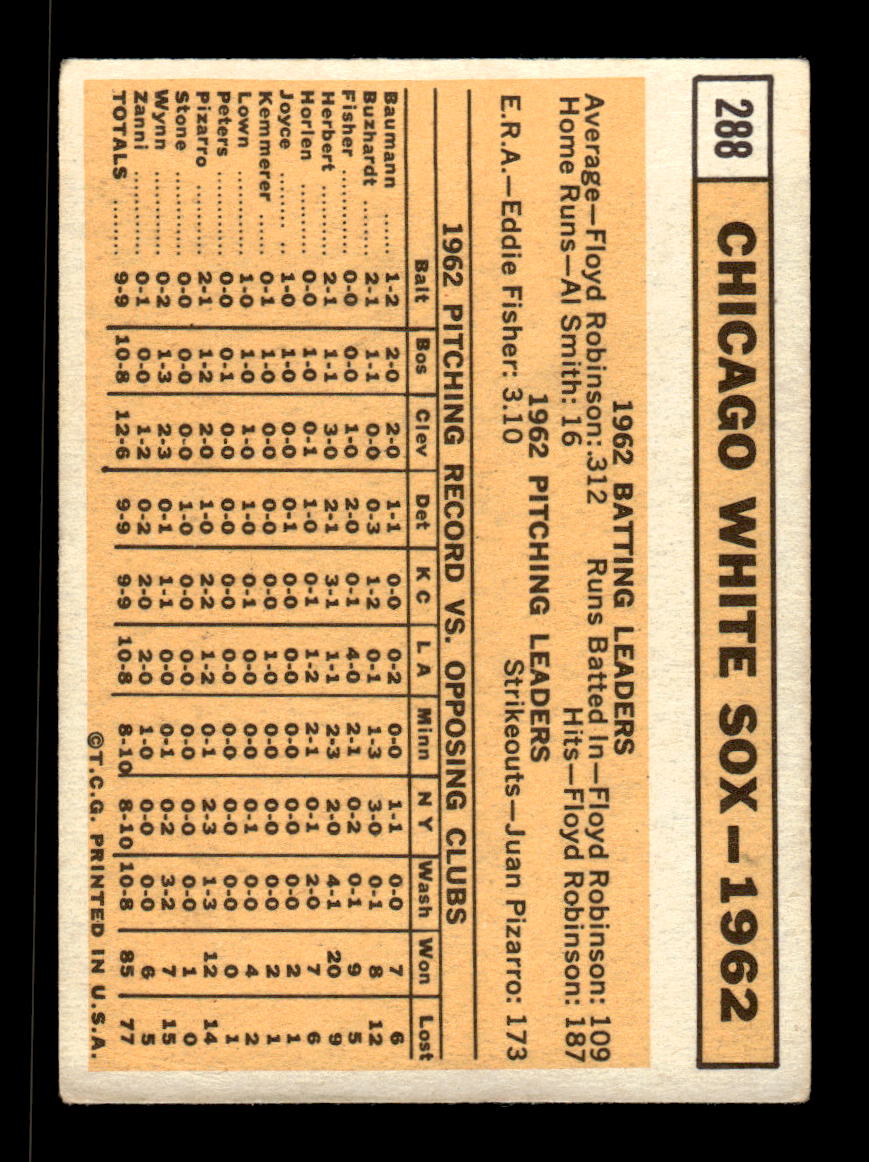 288 CHICAGO WHITE SOX—1962
1962 BATTING LEADERS
Average—Floyd Robinson: .312 Runs Batted In—Floyd Robinson: 109
Home Runs—Al Smith: 16 Hits—Floyd Robinson: 187
1962 PITCHING LEADERS
E.R.A.—Eddie Fisher: 3.10 Strikeouts—Juan Pizarro: 173
1962 PITCHING RECORD VS. OPPOSING CLUBS
Balt Bos Clev Det K C L A Minn N Y Wash Won Lost
Baumann ...... 1-2 2-0 2-0 1-1 0-0 0-2 0-0 1-1 0-0 7 6
Buzhardt ....... 2-1 1-1 0-0 0-3 1-2 0-1 1-3 3-0 0-1 8 12
Fisher ........... 0-0 0-0 1-0 2-0 0-1 4-0 2-1 0-2 0-1 9 5
Herbert ......... 2-1 1-1 3-0 2-1 3-1 1-1 2-3 2-0 4-1 20 9
Horlen .......... 0-0 1-0 0-1 1-0 0-1 1-2 2-1 0-1 2-0 7 6
Joyce ........ .. 1-0 1-0 0-0 0-1 0-0 0-0 0-0 0-0 0-0 2 1
Kemmerer ..... 0-1 1-0 0-0 0-0 0-0 1-0 0-0 0-0 0-0 2 1
Lown ............ 1-0 1-0 1-0 1-0 0-1 0-0 0-0 0-1 0-0 4 2
Peters .......... 0-0 0-1 0-0 0-0 0-0 0-0 0-0 0-0 0-0 0 1
Pizarro ......... 2-1 1-2 2-0 1-0 2-2 1-2 0-1 2-3 1-3 12 14
Stone ............ 0-0 0-0 0-0 1-0 0-0 0-0 0-0 0-0 0-0 1 0
Wynn ............ 0-2 1-3 2-3 0-1 1-1 0-0 0-1 0-2 3-2 7 15
Zanni ............ 0-1 0-0 1-2 0-2 2-0 2-0 1-0 0-0 0-0 6 5
TOTALS ........ 9-9 10-8 12-6 9-9 9-9 10-8 8-10 8-10 10-8 85 77
©T.C.G. PRINTED IN U.S.A.